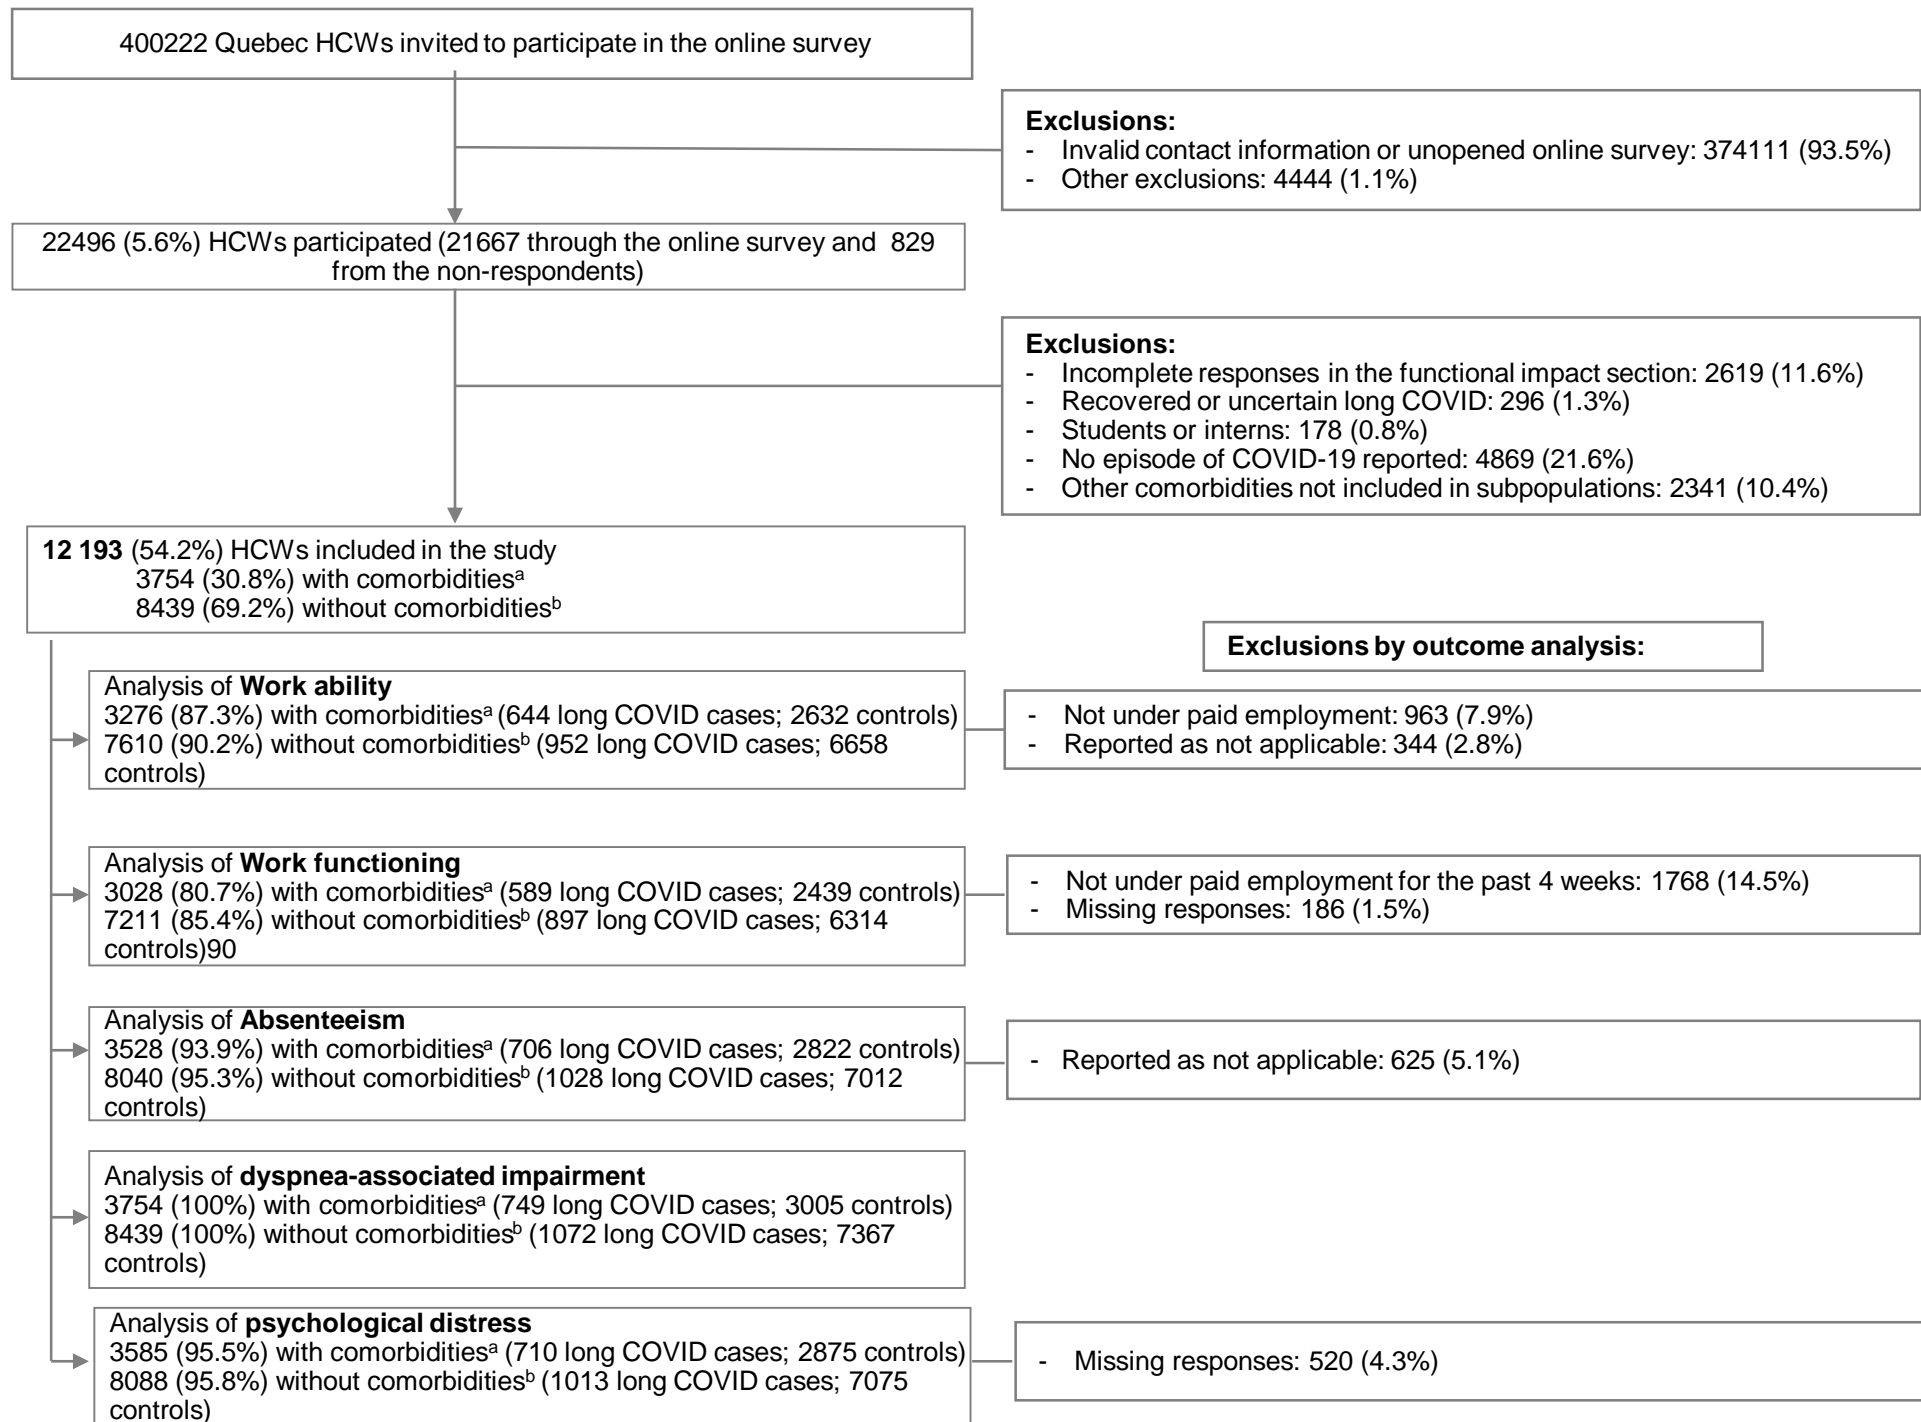 400222 Quebec HCWs invited to participate in the online survey
Exclusions:
- Invalid contact information or unopened online survey: 374111 (93.5%)
- Other exclusions: 4444 (1.1%)
22496 (5.6%) HCWs participated (21667 through the online survey and 829
from the non-respondents)
Exclusions:
- Incomplete responses in the functional impact section: 2619 (11.6%)
- Recovered or uncertain long COVID: 296 (1.3%)
- Students or interns: 178 (0.8%)
- No episode of COVID-19 reported: 4869 (21.6%)
- Other comorbidities not included in subpopulations: 2341 (10.4%)
12 193 (54.2%) HCWs included in the study
3754 (30.8%) with comorbiditiesᵃ
8439 (69.2%) without comorbiditiesᵇ
Exclusions by outcome analysis:
Analysis of Work ability
3276 (87.3%) with comorbiditiesᵃ (644 long COVID cases; 2632 controls)
7610 (90.2%) without comorbiditiesᵇ (952 long COVID cases; 6658
controls)
- Not under paid employment: 963 (7.9%)
- Reported as not applicable: 344 (2.8%)
Analysis of Work functioning
3028 (80.7%) with comorbiditiesᵃ (589 long COVID cases; 2439 controls)
7211 (85.4%) without comorbiditiesᵇ (897 long COVID cases; 6314
controls)90
- Not under paid employment for the past 4 weeks: 1768 (14.5%)
- Missing responses: 186 (1.5%)
Analysis of Absenteeism
3528 (93.9%) with comorbiditiesᵃ (706 long COVID cases; 2822 controls)
8040 (95.3%) without comorbiditiesᵇ (1028 long COVID cases; 7012
controls)
- Reported as not applicable: 625 (5.1%)
Analysis of dyspnea-associated impairment
3754 (100%) with comorbiditiesᵃ (749 long COVID cases; 3005 controls)
8439 (100%) without comorbiditiesᵇ (1072 long COVID cases; 7367
controls)
Analysis of psychological distress
3585 (95.5%) with comorbiditiesᵃ (710 long COVID cases; 2875 controls)
8088 (95.8%) without comorbiditiesᵇ (1013 long COVID cases; 7075
controls)
- Missing responses: 520 (4.3%)